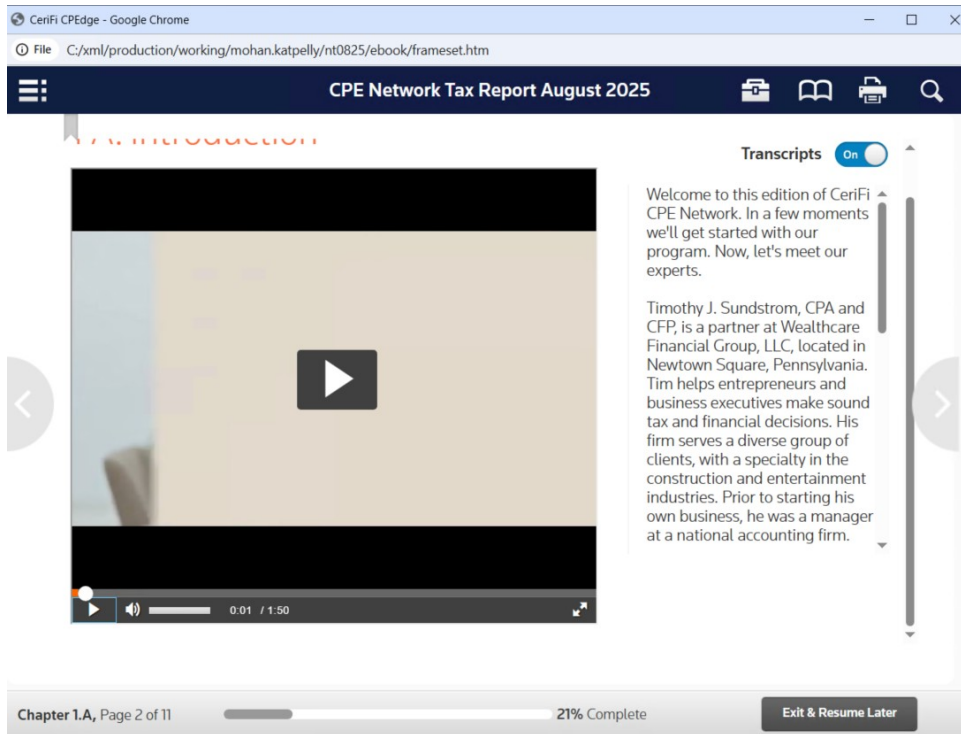 CeriFi CPEdge - Google Chrome
File C:/xml/production/working/mohan.katpelly/nt0825/ebook/frameset.htm
CPE Network Tax Report August 2025
1 A. Introduction
Transcripts On
Welcome to this edition of CeriFi
CPE Network. In a few moments
we'll get started with our
program. Now, let's meet our
experts.
Timothy J. Sundstrom, CPA and
CFP, is a partner at Wealthcare
Financial Group, LLC, located in
Newtown Square, Pennsylvania.
Tim helps entrepreneurs and
business executives make sound
tax and financial decisions. His
firm serves a diverse group of
clients, with a specialty in the
construction and entertainment
industries. Prior to starting his
own business, he was a manager
at a national accounting firm.
0:01 / 1:50
Chapter 1.A, Page 2 of 11
21% Complete
Exit & Resume Later